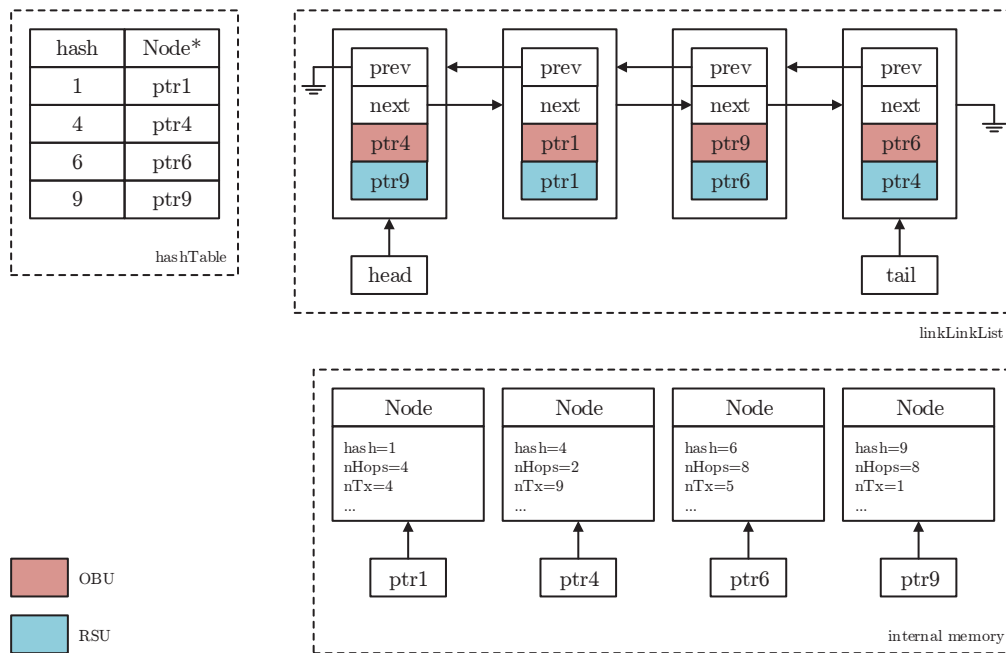 hash Node*
1 ptr1
4 ptr4
6 ptr6
9 ptr9
hashTable
prev prev prev prev
next next next next
ptr4 ptr1 ptr9 ptr6
ptr9 ptr1 ptr6 ptr4
head tail
linkLinkList
Node Node Node Node
hash=1 hash=4 hash=6 hash=9
nHops=4 nHops=2 nHops=8 nHops=8
nTx=4 nTx=9 nTx=5 nTx=1
... ... ... ...
ptr1 ptr4 ptr6 ptr9
internal memory
OBU
RSU